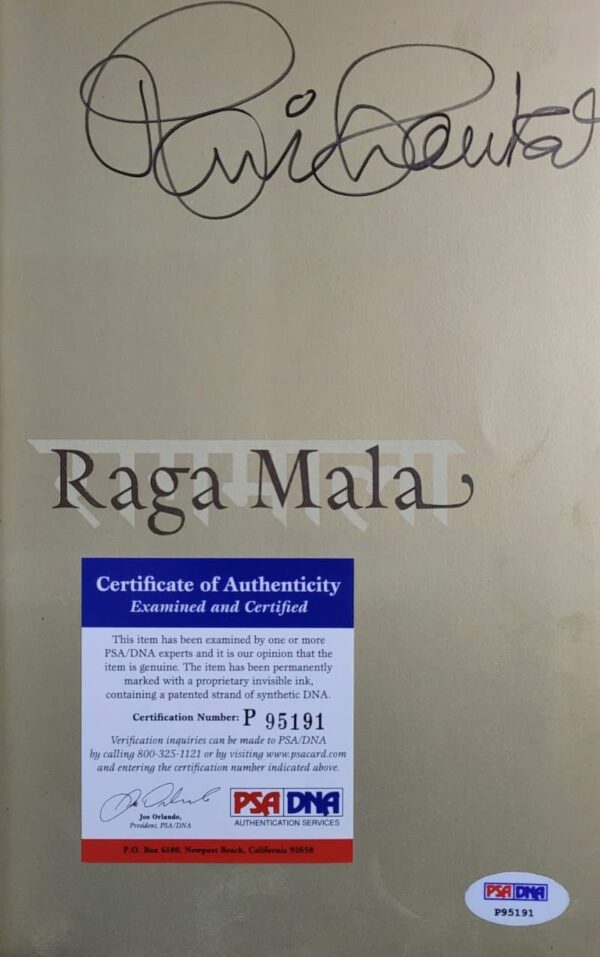 Ravi Shankar
रागमाला
Raga Mala
Certificate of Authenticity
Examined and Certified
This item has been examined by one or more
PSA/DNA experts and it is our opinion that the
item is genuine. The item has been permanently
marked with a proprietary invisible ink,
containing a patented strand of synthetic DNA.
Certification Number: P 95191
Verification inquiries can be made to PSA/DNA
by calling 800-325-1121 or by visiting www.psacard.com
and entering the certification number indicated above.
Joe Orlando,
President, PSA/DNA
PSA DNA
AUTHENTICATION SERVICES
P.O. Box 6180, Newport Beach, California 92658
PSA DNA
P95191